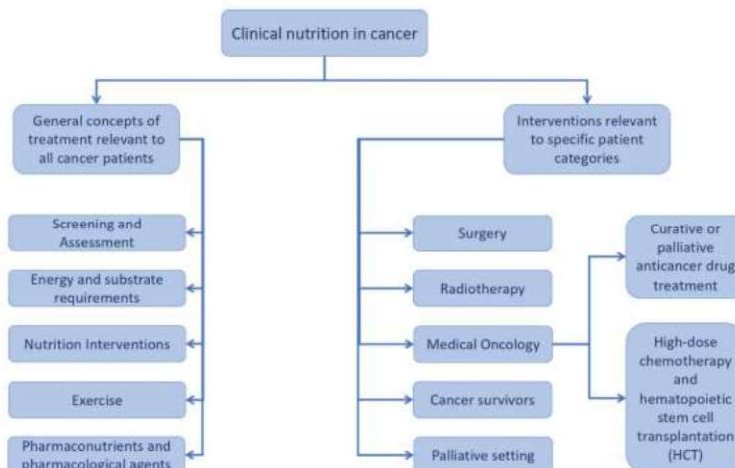 Clinical nutrition in cancer
General concepts of
treatment relevant to
all cancer patients
Interventions relevant
to specific patient
categories
Screening and
Assessment
Energy and substrate
requirements
Nutrition Interventions
Exercise
Pharmaconutrients and
pharmacological agents
Surgery
Radiotherapy
Medical Oncology
Cancer survivors
Palliative setting
Curative or
palliative
anticancer drug
treatment
High-dose
chemotherapy
and
hematopoietic
stem cell
transplantation
(HCT)